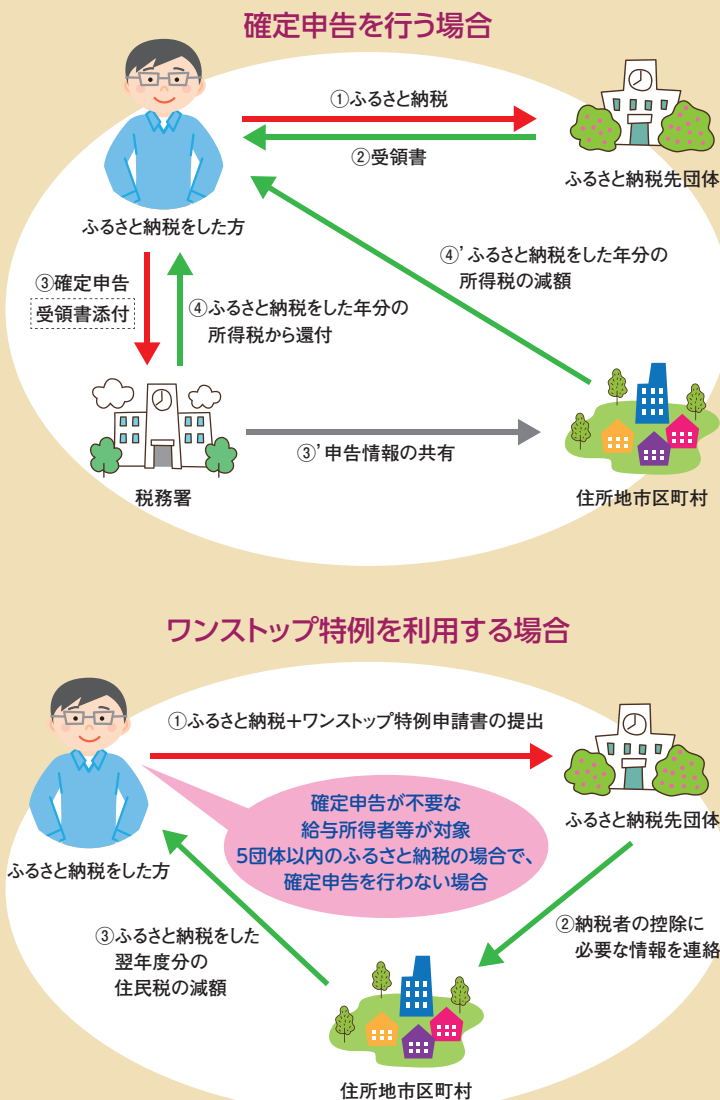 確定申告を行う場合
①ふるさと納税
②受領書
ふるさと納税先団体
ふるさと納税をした方
③確定申告
受領書添付
④ふるさと納税をした年分の
所得税から還付
④’ふるさと納税をした年分の
所得税の減額
③’申告情報の共有
税務署
住所地市区町村
ワンストップ特例を利用する場合
①ふるさと納税+ワンストップ特例申請書の提出
ふるさと納税先団体
確定申告が不要な
給与所得者等が対象
5団体以内のふるさと納税の場合で、
確定申告を行わない場合
ふるさと納税をした方
②納税者の控除に
必要な情報を連絡
③ふるさと納税をした
翌年度分の
住民税の減額
住所地市区町村